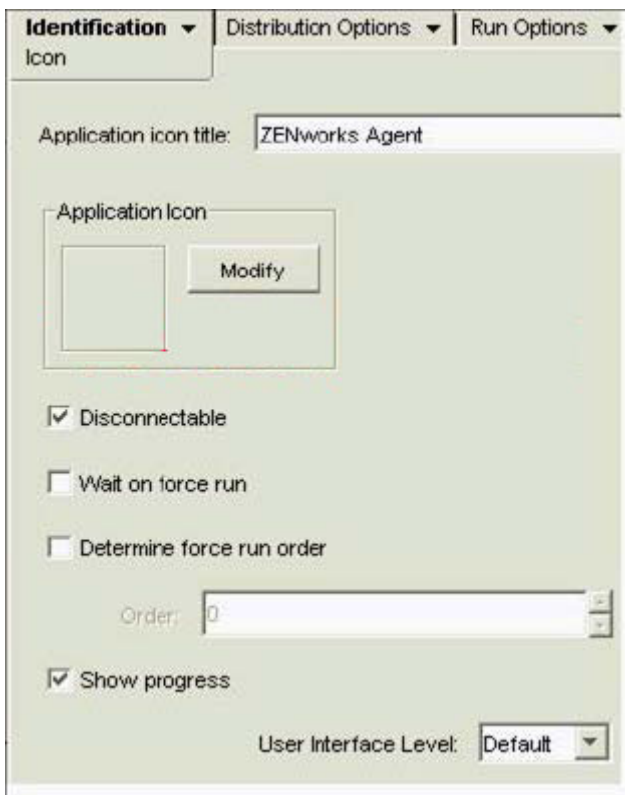 Identification Distribution Options Run Options
Icon
Application icon title: ZENworks Agent
Application Icon
Modify
Disconnectable
Wait on force run
Determine force run order
Order: 0
Show progress
User Interface Level: Default